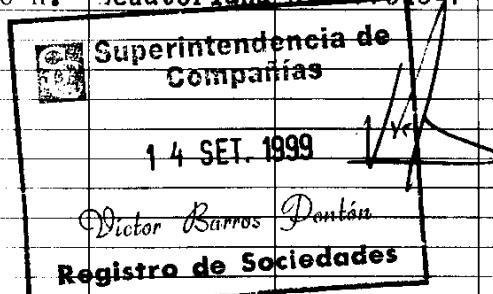 Superintendencia de
Compañías
14 SET. 1999
Victor Barros Pontón
Registro de Sociedades